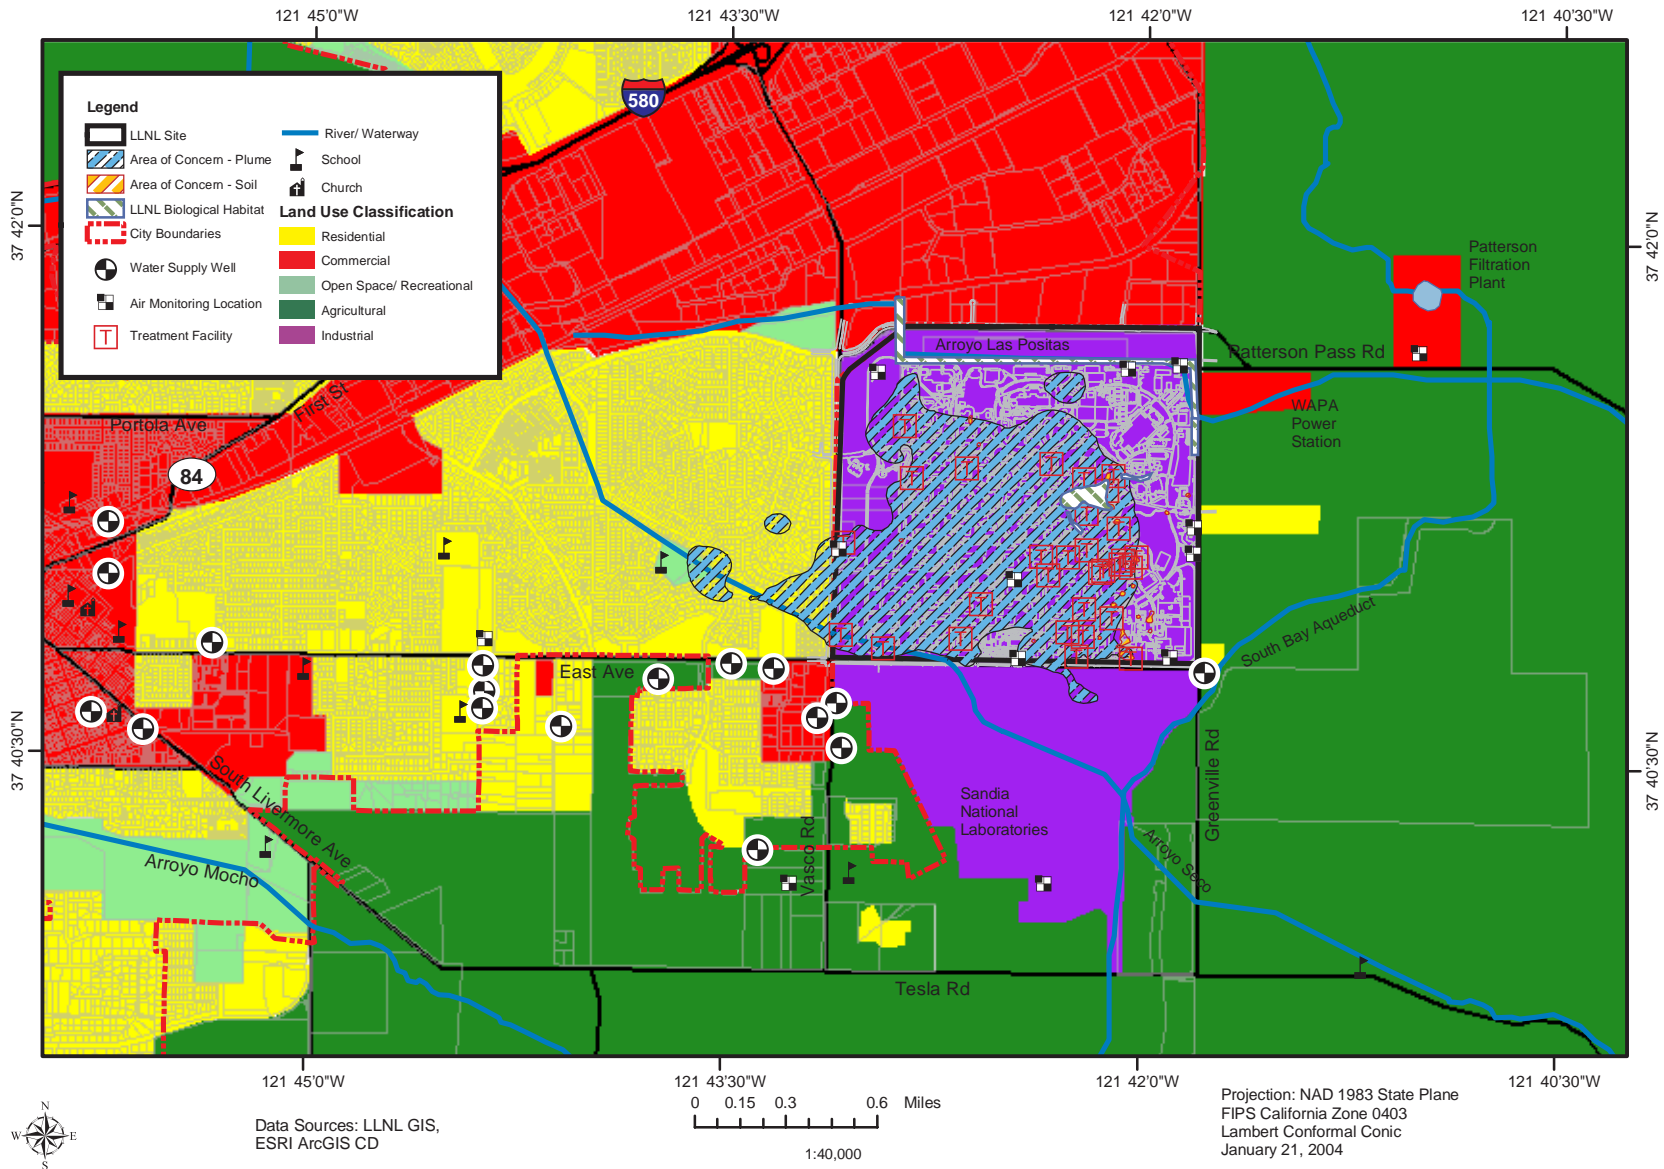 121 45'0"W
121 43'30"W
121 42'0"W
121 40'30"W
37 42'0"N
37 40'30"N
37 42'0"N
37 40'30"N
Legend
LLNL Site
Area of Concern - Plume
Area of Concern - Soil
LLNL Biological Habitat
City Boundaries
Water Supply Well
Air Monitoring Location
T
Treatment Facility
River/ Waterway
School
Church
Land Use Classification
Residential
Commercial
Open Space/ Recreational
Agricultural
Industrial
580
84
First St
Portola Ave
Arroyo Las Positas
Patterson Pass Rd
Patterson
Filtration
Plant
WAPA
Power
Station
South Bay Aqueduct
East Ave
Greenville Rd
Sandia
National
Laboratories
Arroyo Seco
Vasco Rd
South Livermore Ave
Arroyo Mocho
Tesla Rd
121 45'0"W
121 43'30"W
121 42'0"W
121 40'30"W
N
W
E
S
Data Sources: LLNL GIS,
ESRI ArcGIS CD
0 0.15 0.3 0.6 Miles
1:40,000
Projection: NAD 1983 State Plane
FIPS California Zone 0403
Lambert Conformal Conic
January 21, 2004